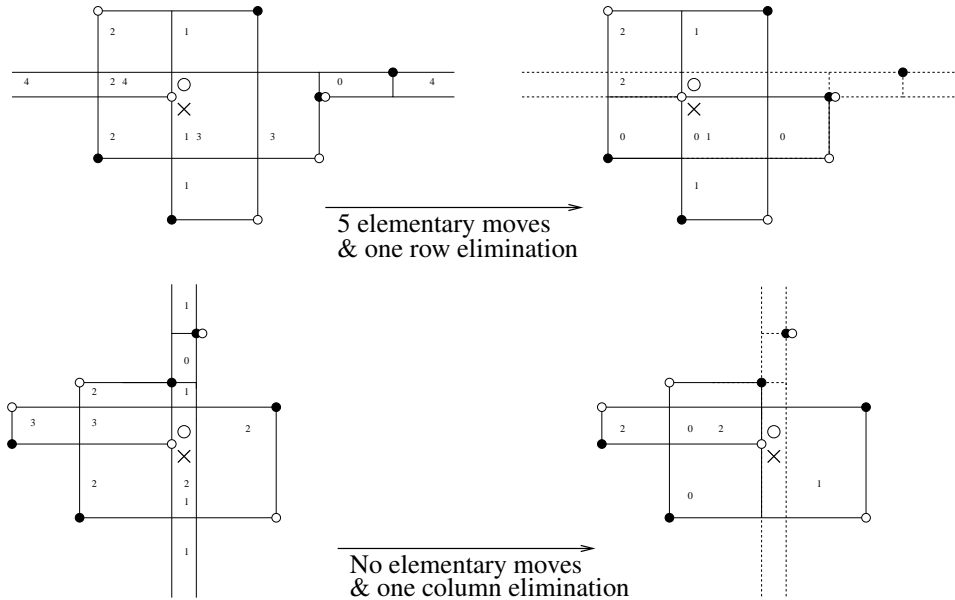 2 1 2 1
4 2 4 0 4 2
2 1 3 3 0 0 1 0
1 1
5 elementary moves
& one row elimination
1
0
2 1
3 3 2 2 0 2
2 2 0 1
1
1
No elementary moves
& one column elimination